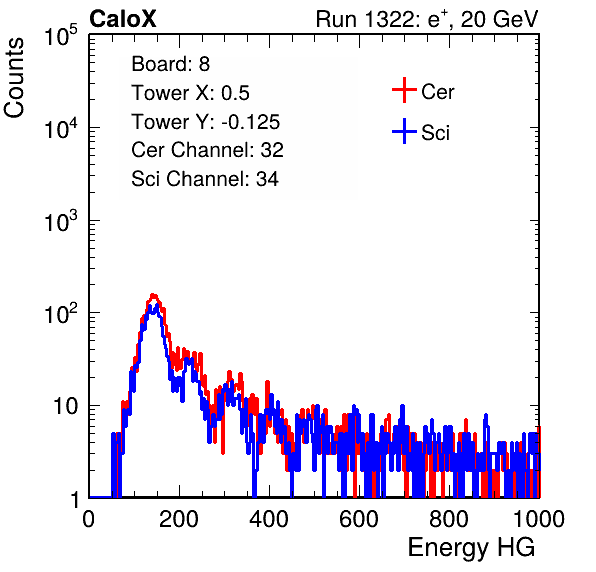 CaloX Run 1322: e⁺, 20 GeV
Counts
Board: 8
Tower X: 0.5
Tower Y: -0.125
Cer Channel: 32
Sci Channel: 34
Cer
Sci
10⁵
10⁴
10³
10²
10
1
0 200 400 600 800 1000
Energy HG